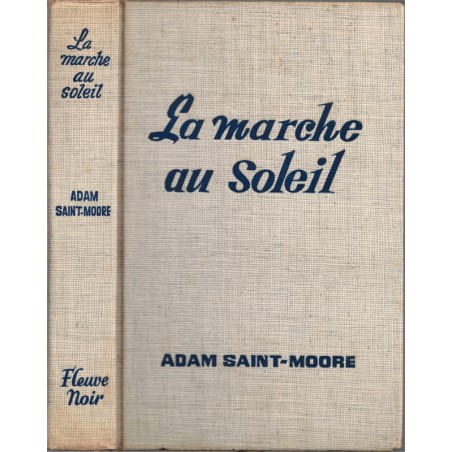 La
marche
au
soleil
ADAM
SAINT-MOORE
Fleuve
Noir
La marche
au Soleil
ADAM SAINT-MOORE